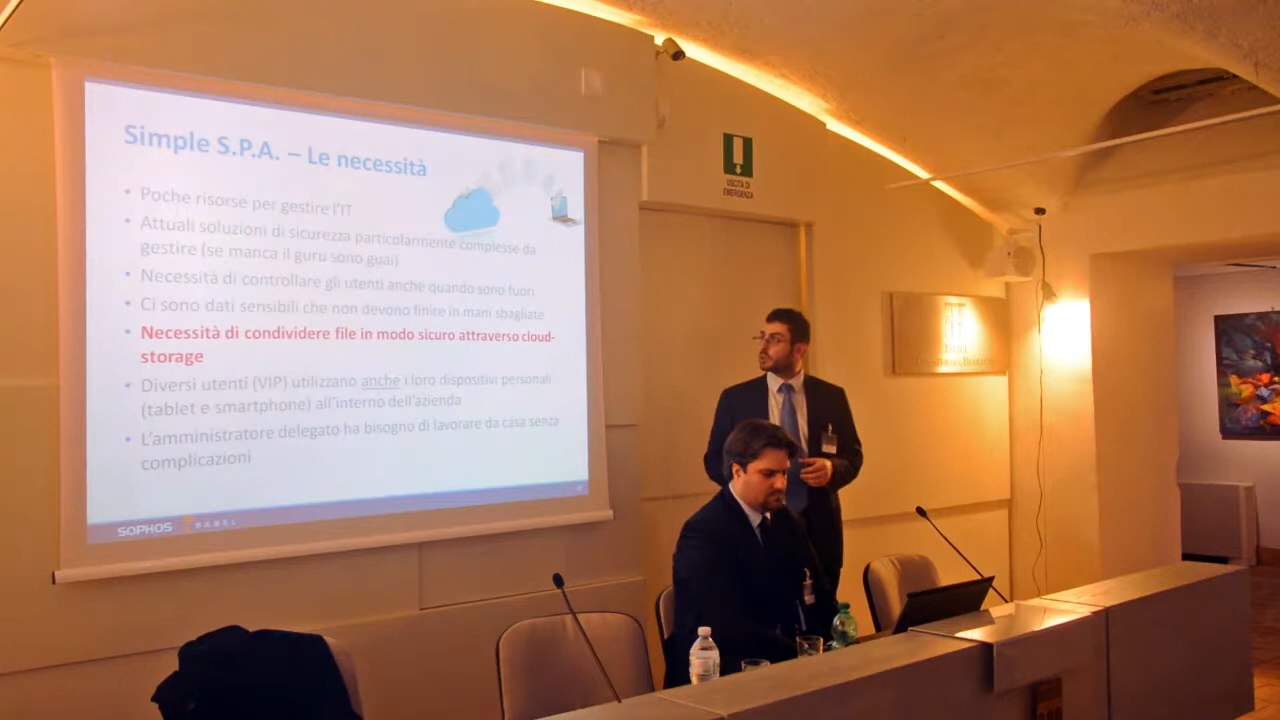 Simple S.P.A. – Le necessità
• Poche risorse per gestire l'IT
• Attuali soluzioni di sicurezza particolarmente complesse da
gestire (se manca il guru sono guai)
• Necessità di controllare gli utenti anche quando sono fuori
• Ci sono dati sensibili che non devono finire in mani sbagliate
• Necessità di condividere file in modo sicuro attraverso cloud-
storage
• Diversi utenti (VIP) utilizzano anche i loro dispositivi personali
(tablet e smartphone) all'interno dell'azienda
• L'amministratore delegato ha bisogno di lavorare da casa senza
complicazioni
SOPHOS BABEL
USCITA DI
EMERGENZA